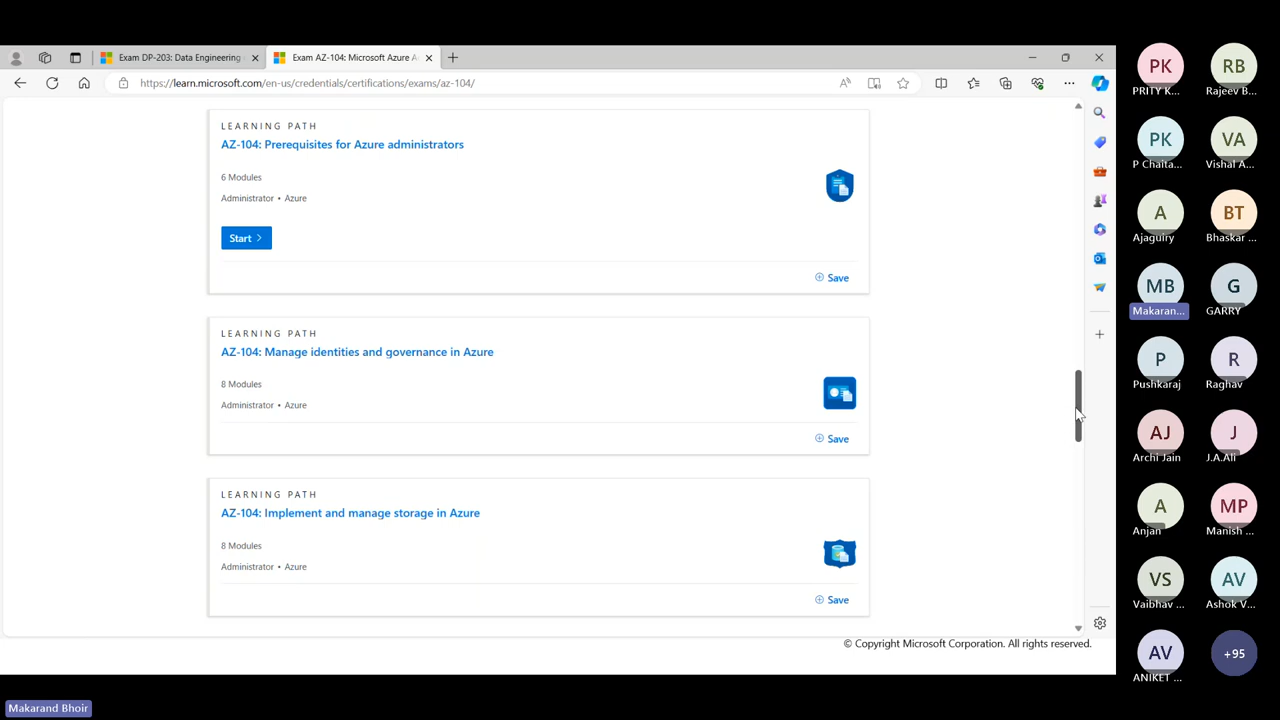 Exam DP-203: Data Engineering
Exam AZ-104: Microsoft Azure A
https://learn.microsoft.com/en-us/credentials/certifications/exams/az-104/
LEARNING PATH
AZ-104: Prerequisites for Azure administrators
6 Modules
Administrator • Azure
Start
Save
LEARNING PATH
AZ-104: Manage identities and governance in Azure
8 Modules
Administrator • Azure
Save
LEARNING PATH
AZ-104: Implement and manage storage in Azure
8 Modules
Administrator • Azure
Save
© Copyright Microsoft Corporation. All rights reserved.
Makarand Bhoir
PK
PRITY K...
RB
Rajeev B...
PK
P Chaita...
VA
Vishal A...
A
Ajaguiry
BT
Bhaskar ...
MB
Makaran...
G
GARRY
P
Pushkaraj
R
Raghav
AJ
Archi Jain
J
J.A.Ali
A
Anjan
MP
Manish ...
VS
Vaibhav ...
AV
Ashok V...
AV
ANIKET ...
+95